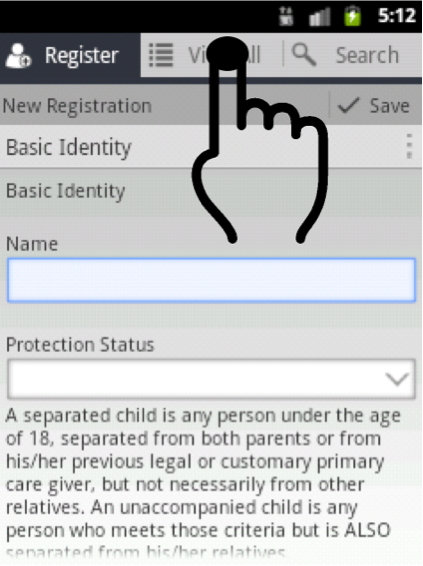 5:12
Register
Search
New Registration
Save
Basic Identity
Basic Identity
Name
Protection Status
A separated child is any person under the age
of 18, separated from both parents or from
his/her previous legal or customary primary
care giver, but not necessarily from other
relatives. An unaccompanied child is any
person who meets those criteria but is ALSO
separated from his/her relatives